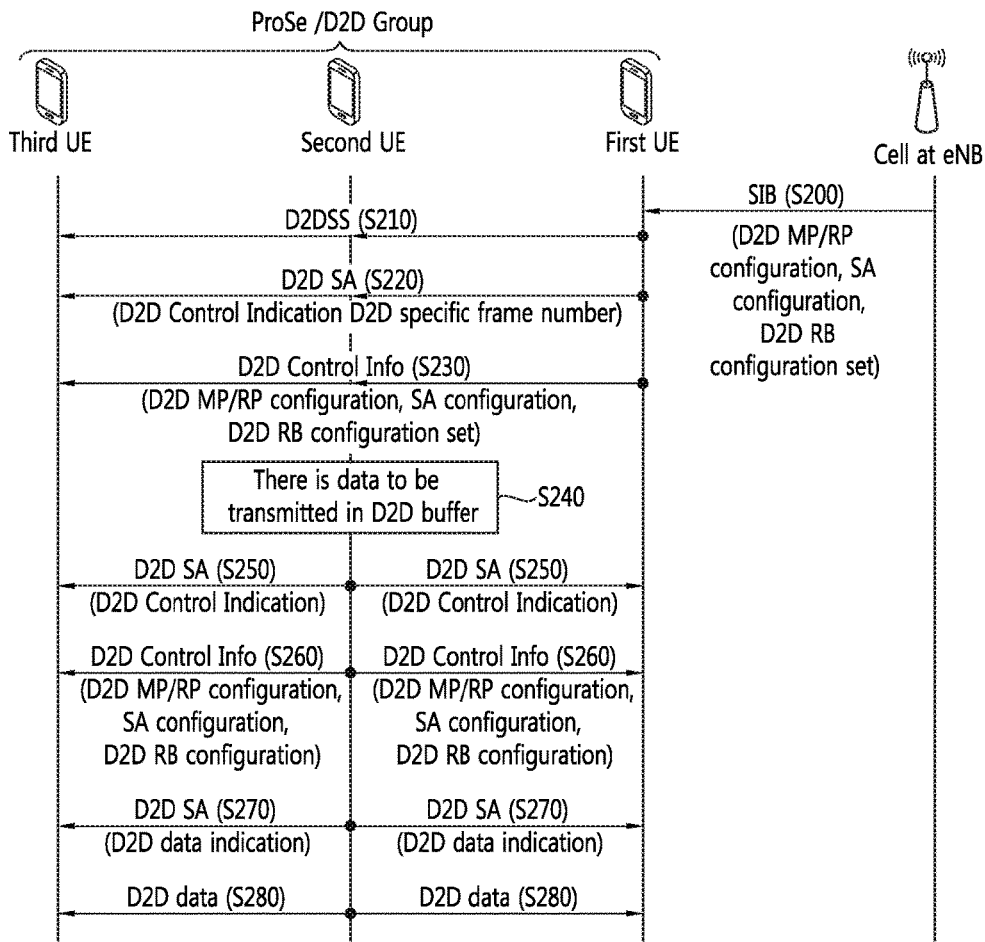 ProSe /D2D Group
Third UE
Second UE
First UE
Cell at eNB
SIB (S200)
(D2D MP/RP
configuration, SA
configuration,
D2D RB
configuration set)
D2DSS (S210)
D2D SA (S220)
(D2D Control Indication D2D specific frame number)
D2D Control Info (S230)
(D2D MP/RP configuration, SA configuration,
D2D RB configuration set)
There is data to be
transmitted in D2D buffer
S240
D2D SA (S250)
(D2D Control Indication)
D2D SA (S250)
(D2D Control Indication)
D2D Control Info (S260)
(D2D MP/RP configuration,
SA configuration,
D2D RB configuration)
D2D Control Info (S260)
(D2D MP/RP configuration,
SA configuration,
D2D RB configuration)
D2D SA (S270)
(D2D data indication)
D2D SA (S270)
(D2D data indication)
D2D data (S280)
D2D data (S280)